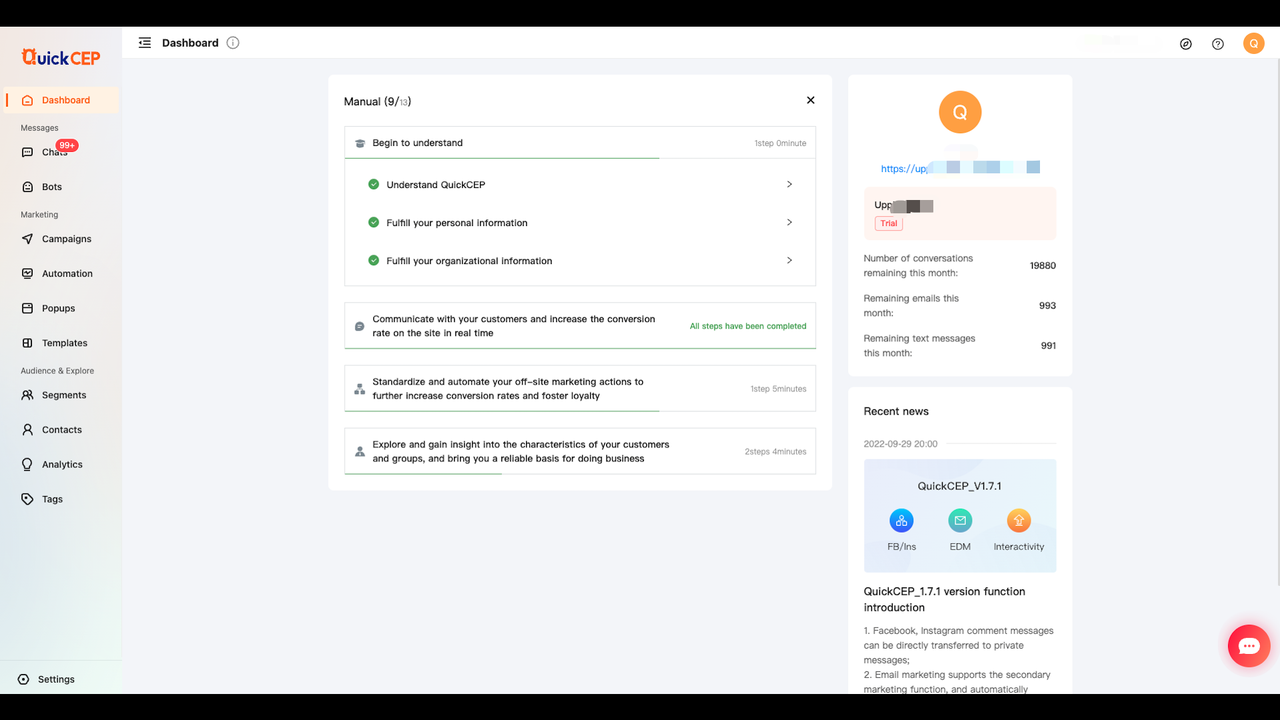 QuickCEP
Dashboard
Messages
Chats
99+
Bots
Marketing
Campaigns
Automation
Popups
Templates
Audience & Explore
Segments
Contacts
Analytics
Tags
Settings
Dashboard
Q
Manual (9/13)
Begin to understand
1step 0minute
Understand QuickCEP
Fulfill your personal information
Fulfill your organizational information
Communicate with your customers and increase the conversion
rate on the site in real time
All steps have been completed
Standardize and automate your off-site marketing actions to
further increase conversion rates and foster loyalty
1step 5minutes
Explore and gain insight into the characteristics of your customers
and groups, and bring you a reliable basis for doing business
2steps 4minutes
Q
https://up
Upp
Trial
Number of conversations
remaining this month:
19880
Remaining emails this
month:
993
Remaining text messages
this month:
991
Recent news
2022-09-29 20:00
QuickCEP_V1.7.1
FB/Ins
EDM
Interactivity
QuickCEP_1.7.1 version function
introduction
1. Facebook, Instagram comment messages
can be directly transferred to private
messages;
2. Email marketing supports the secondary
marketing function, and automatically